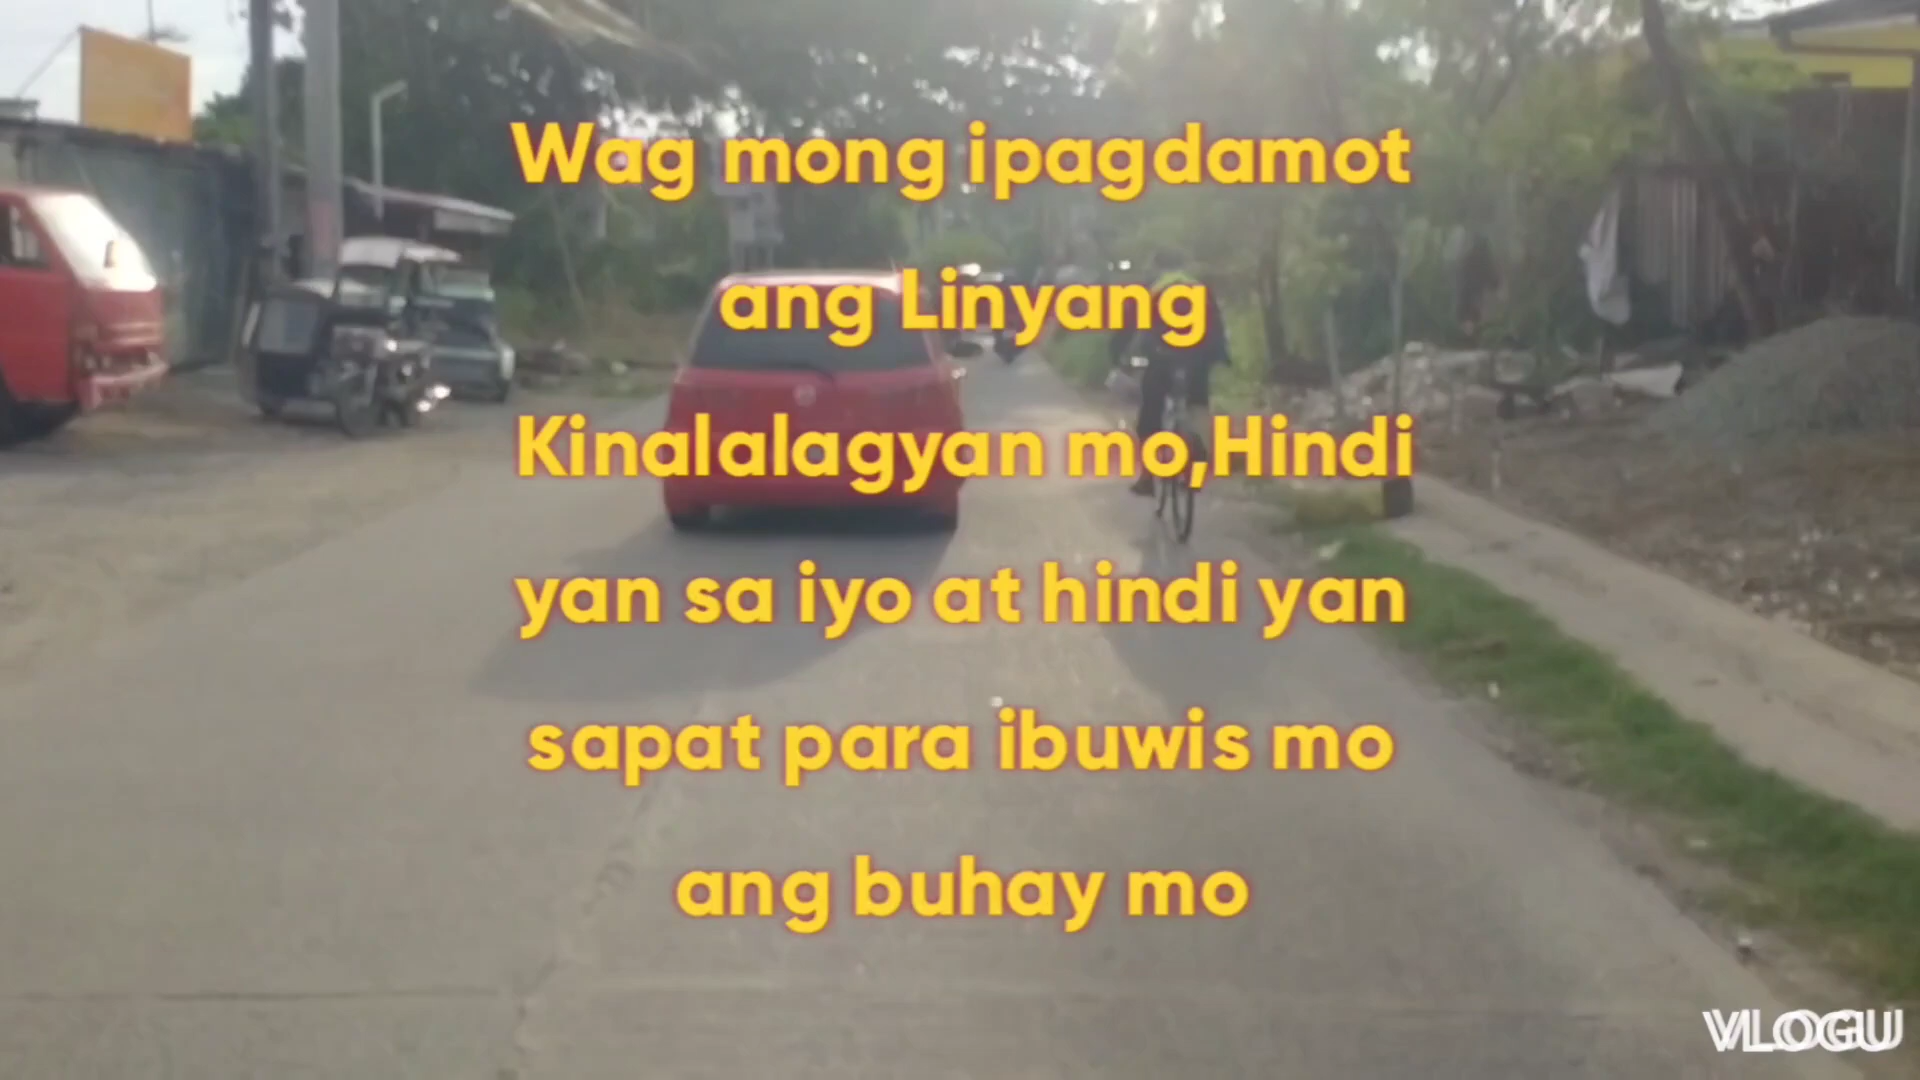 Wag mong ipagdamot
ang Linyang
Kinalalagyan mo,Hindi
yan sa iyo at hindi yan
sapat para ibuwis mo
ang buhay mo
VLOGU